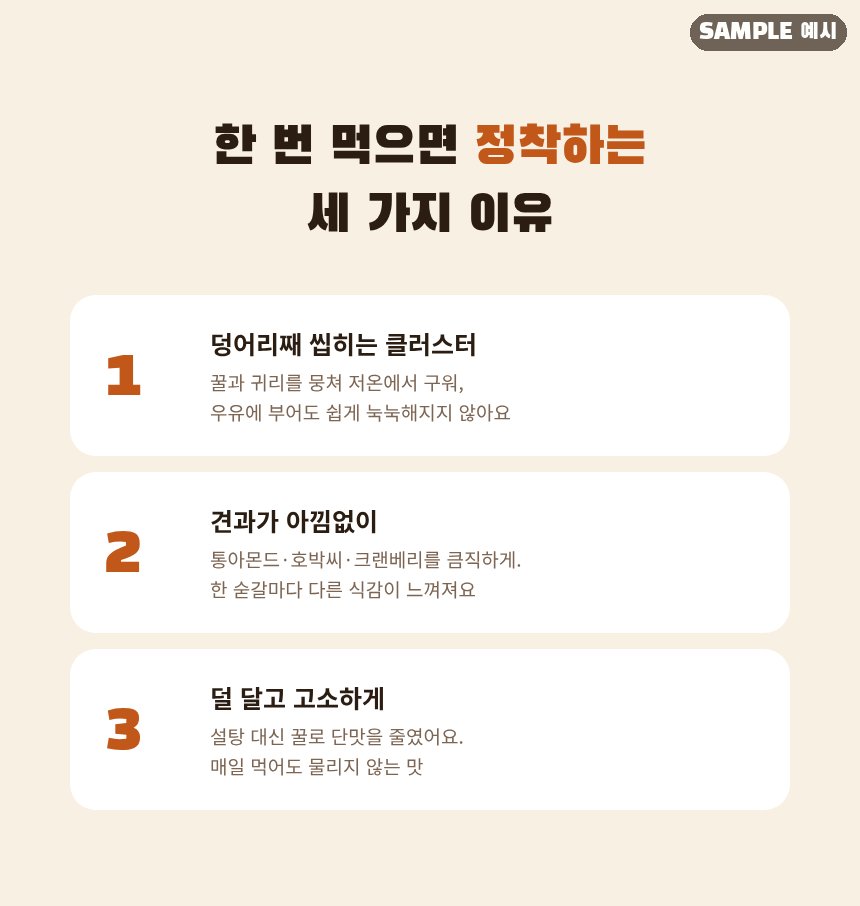 SAMPLE 예시
한 번 먹으면 정착하는
세 가지 이유
1
덩어리째 씹히는 클러스터
꿀과 귀리를 뭉쳐 저온에서 구워,
우유에 부어도 쉽게 눅눅해지지 않아요
2
견과가 아낌없이
통아몬드·호박씨·크랜베리를 큼직하게.
한 숟갈마다 다른 식감이 느껴져요
3
덜 달고 고소하게
설탕 대신 꿀로 단맛을 줄였어요.
매일 먹어도 물리지 않는 맛